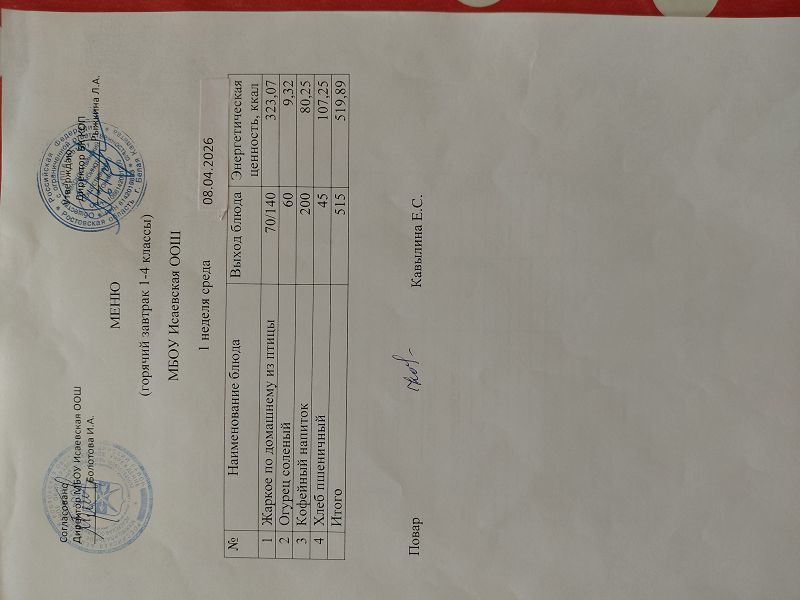 Согласовано
Директор МБОУ Исаевская ООШ
Болотова И.А.
Утверждаю
Директор
Рыжкина Л.А.
МЕНЮ
(горячий завтрак 1-4 классы)
МБОУ Исаевская ООШ
1 неделя среда 08.04.2026
№ Наименование блюда Выход блюда Энергетическая ценность, ккал
1 Жаркое по домашнему из птицы 70/140 323,07
2 Огурец соленый 60 9,32
3 Кофейный напиток 200 80,25
4 Хлеб пшеничный 45 107,25
Итого 515 519,89
Повар Кавылина Е.С.